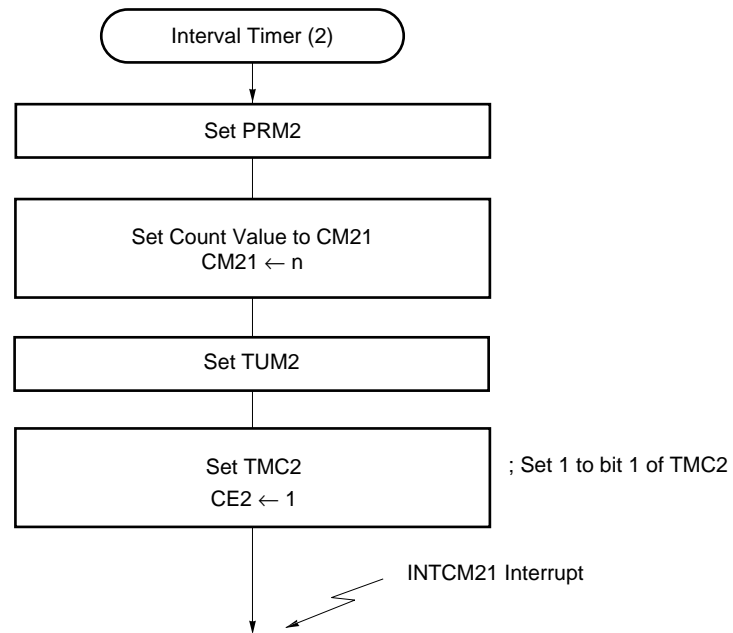 Interval Timer (2)
Set PRM2
Set Count Value to CM21
CM21 ← n
Set TUM2
Set TMC2
CE2 ← 1
; Set 1 to bit 1 of TMC2
INTCM21 Interrupt